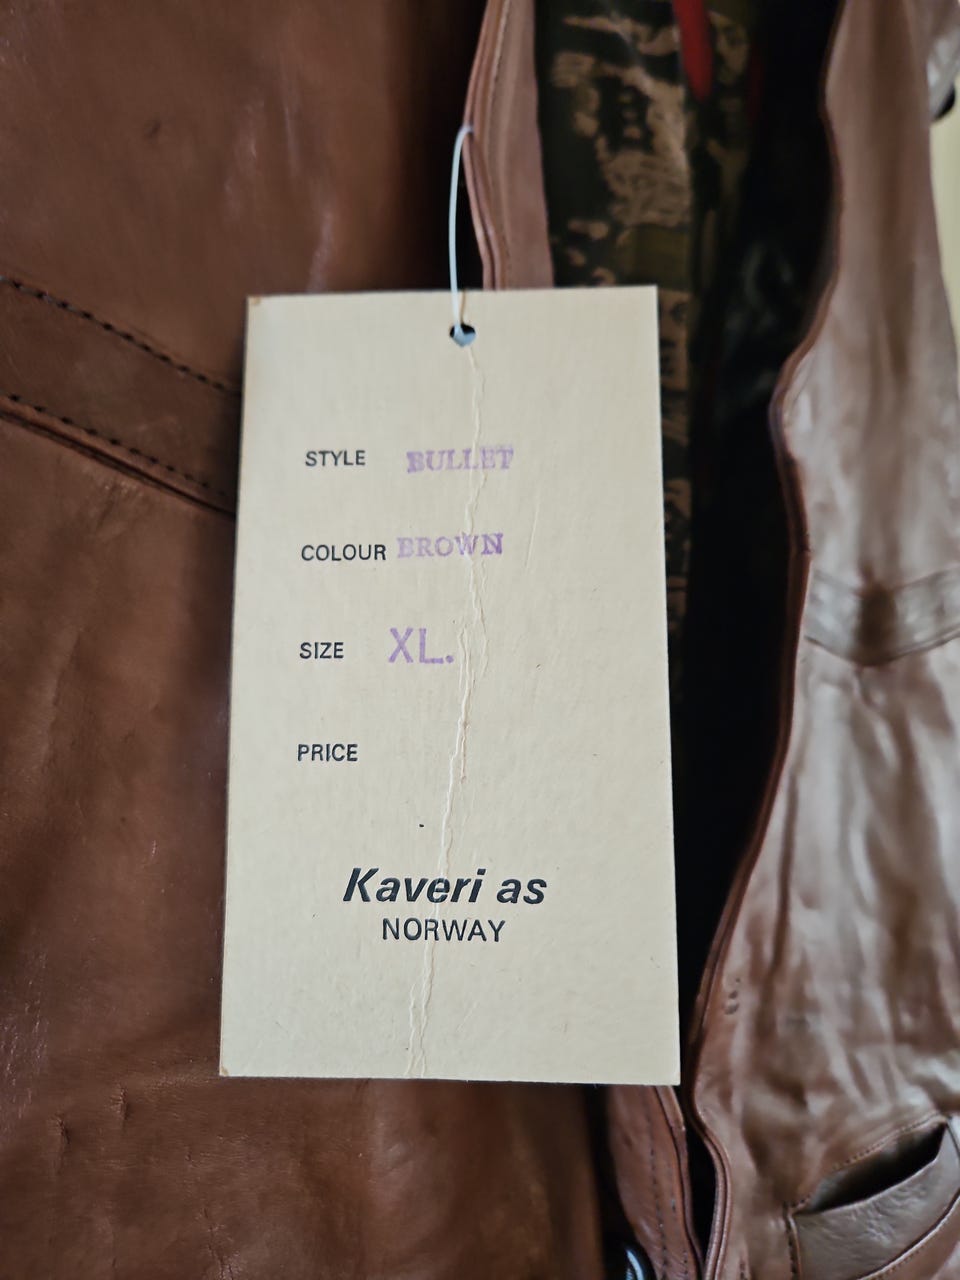 STYLE BULLET
COLOUR BROWN
SIZE XL.
PRICE
Kaveri as
NORWAY